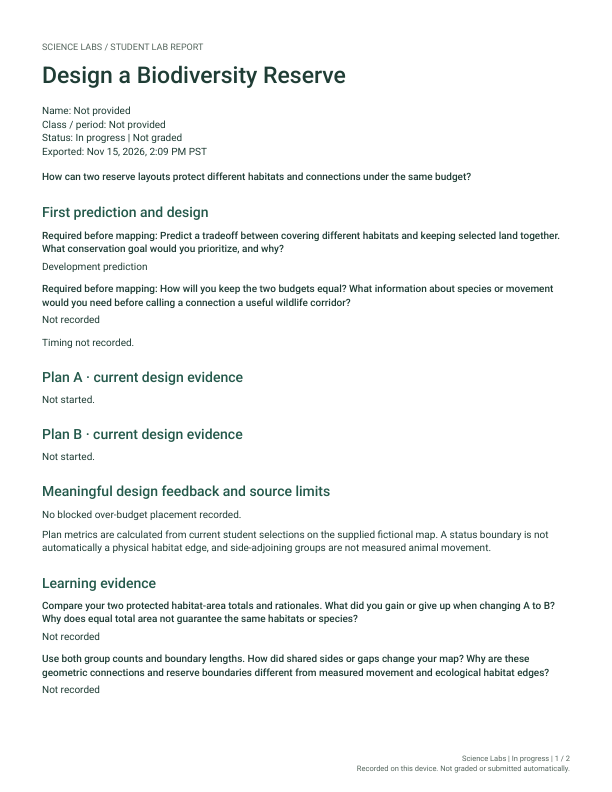 SCIENCE LABS / STUDENT LAB REPORT
Design a Biodiversity Reserve
Name: Not provided
Class / period: Not provided
Status: In progress | Not graded
Exported: Nov 15, 2026, 2:09 PM PST
How can two reserve layouts protect different habitats and connections under the same budget?
First prediction and design
Required before mapping: Predict a tradeoff between covering different habitats and keeping selected land together.
What conservation goal would you prioritize, and why?
Development prediction
Required before mapping: How will you keep the two budgets equal? What information about species or movement
would you need before calling a connection a useful wildlife corridor?
Not recorded
Timing not recorded.
Plan A · current design evidence
Not started.
Plan B · current design evidence
Not started.
Meaningful design feedback and source limits
No blocked over-budget placement recorded.
Plan metrics are calculated from current student selections on the supplied fictional map. A status boundary is not
automatically a physical habitat edge, and side-adjoining groups are not measured animal movement.
Learning evidence
Compare your two protected habitat-area totals and rationales. What did you gain or give up when changing A to B?
Why does equal total area not guarantee the same habitats or species?
Not recorded
Use both group counts and boundary lengths. How did shared sides or gaps change your map? Why are these
geometric connections and reserve boundaries different from measured movement and ecological habitat edges?
Not recorded
Science Labs | In progress | 1 / 2
Recorded on this device. Not graded or submitted automatically.